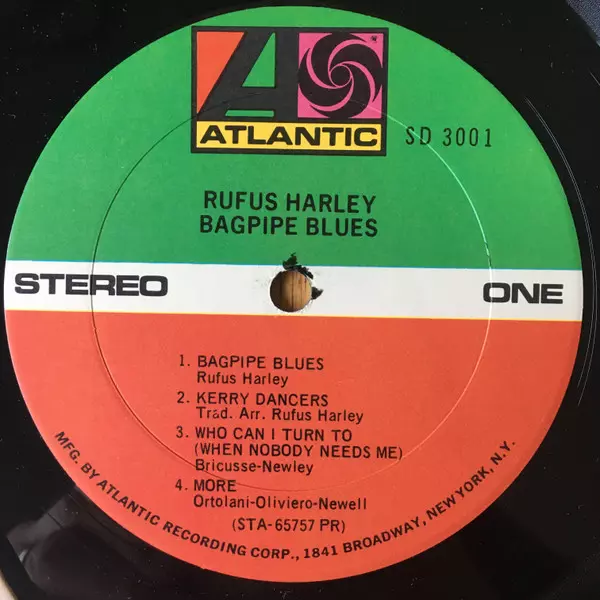 ATLANTIC
SD 3001
RUFUS HARLEY
BAGPIPE BLUES
STEREO
ONE
1. BAGPIPE BLUES
Rufus Harley
2. KERRY DANCERS
Trad. Arr. Rufus Harley
3. WHO CAN I TURN TO
(WHEN NOBODY NEEDS ME)
Bricusse-Newley
4. MORE
Ortolani-Oliviero-Newell
(STA-65757 PR)
MFG. BY ATLANTIC RECORDING CORP., 1841 BROADWAY, NEW YORK, N.Y.